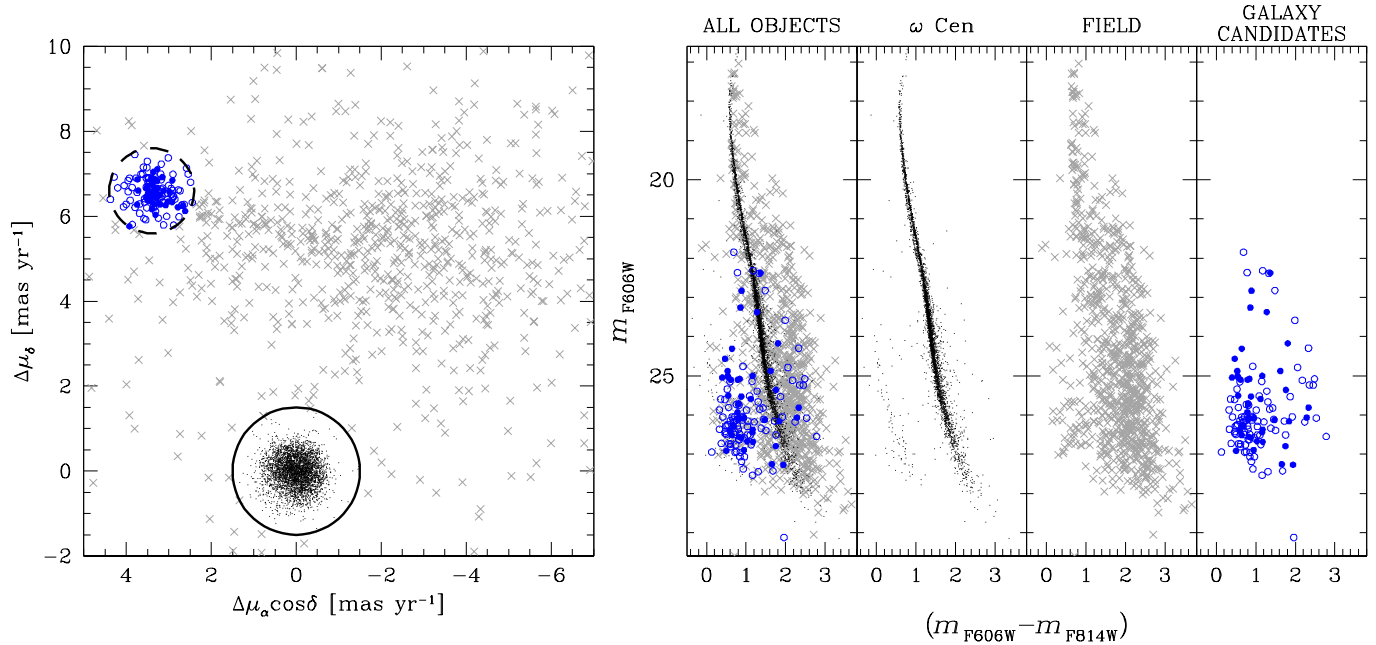 ALL OBJECTS
ω Cen
FIELD
GALAXY
CANDIDATES
10
8
6
4
2
0
−2
Δμδ [mas yr−1]
4 2 0 −2 −4 −6
Δμαcosδ [mas yr−1]
20
25
mF606W
0 1 2 3 0 1 2 3 0 1 2 3 0 1 2 3
(mF606W−mF814W)